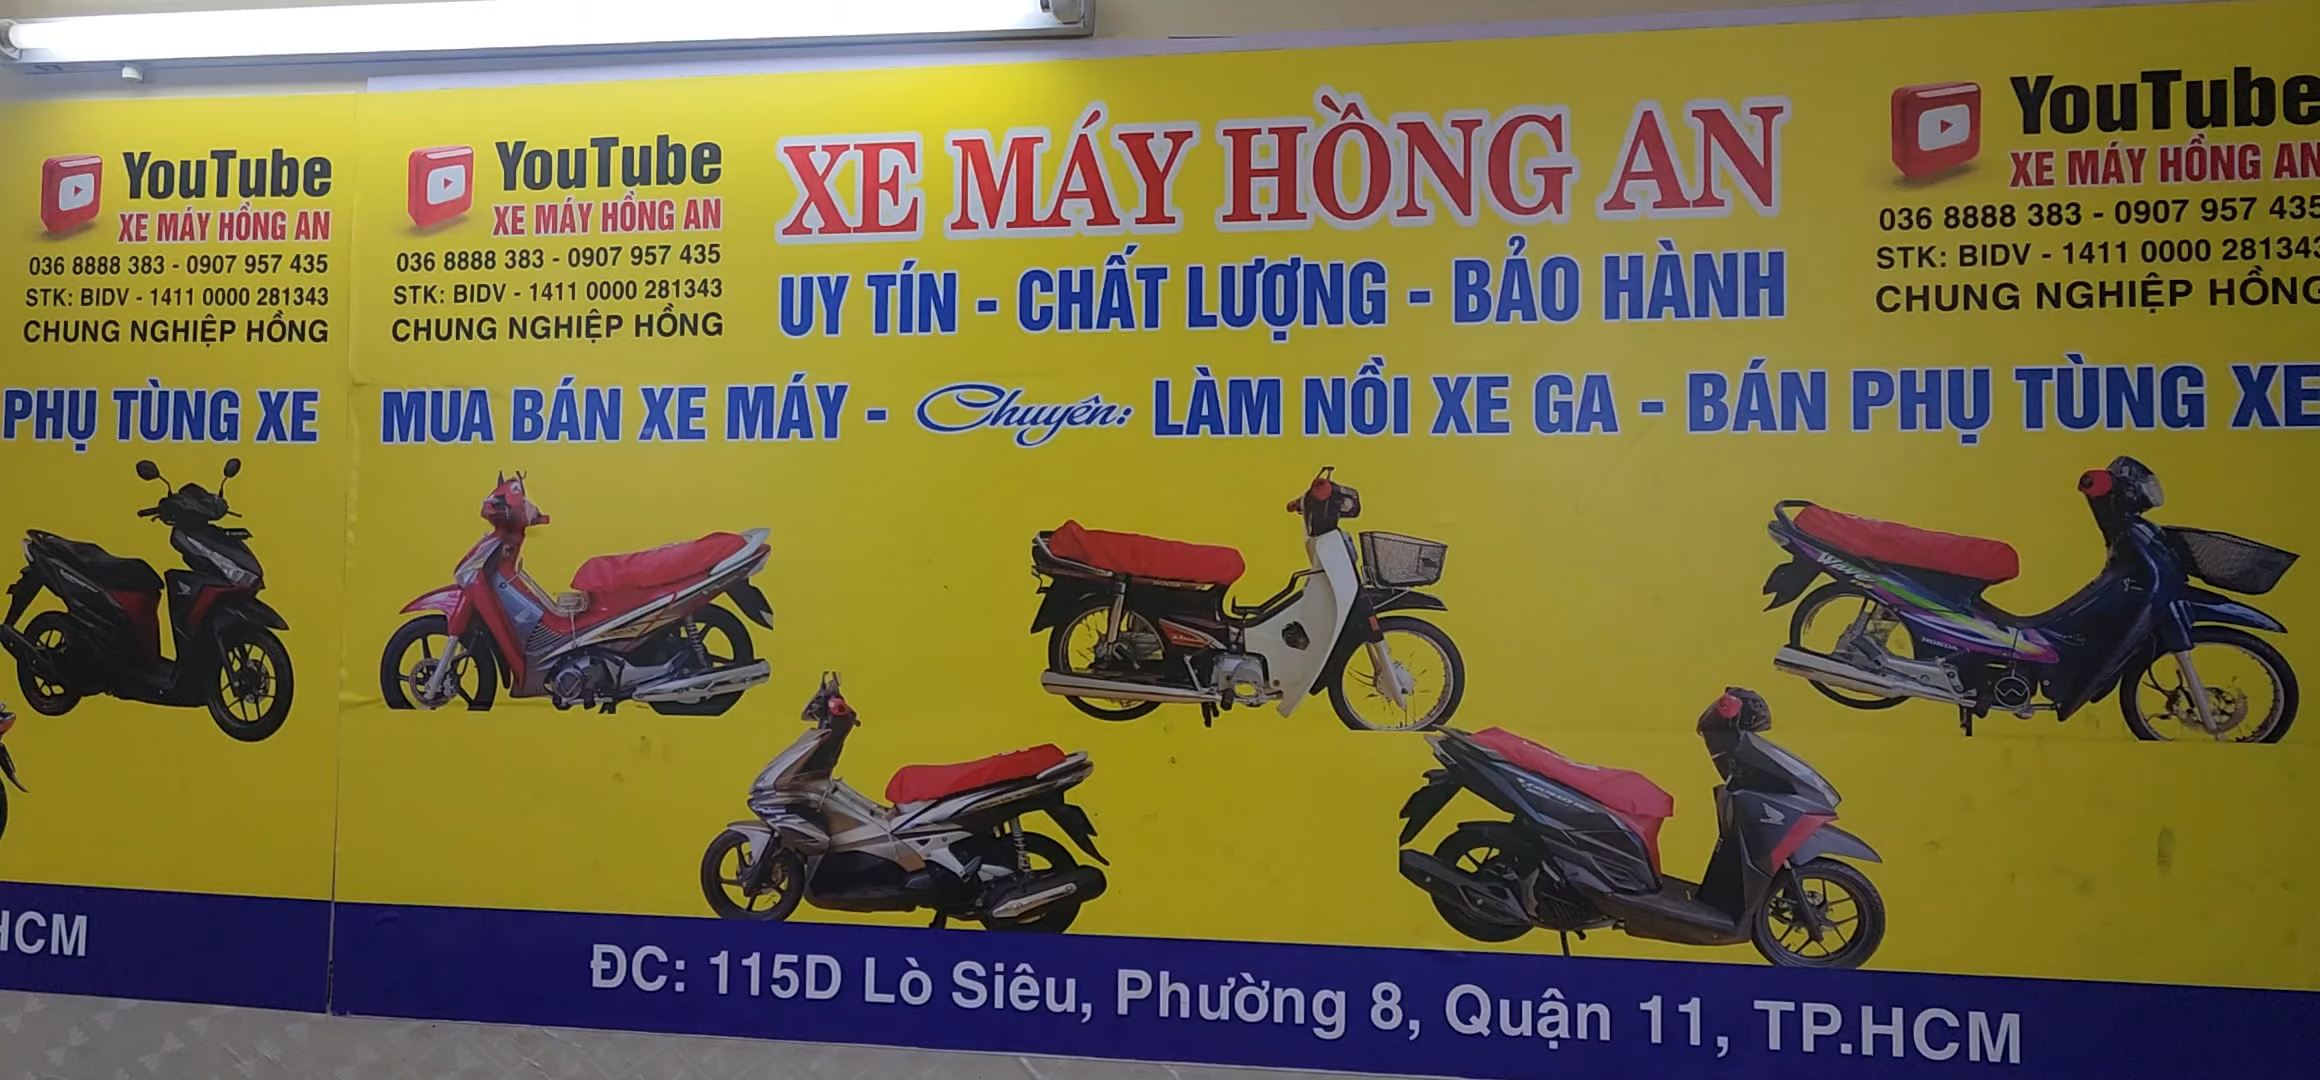 YouTube
XE MÁY HỒNG AN
036 8888 383 - 0907 957 435
STK: BIDV - 1411 0000 281343
CHUNG NGHIỆP HỒNG
PHỤ TÙNG XE
HCM
YouTube
XE MÁY HỒNG AN
036 8888 383 - 0907 957 435
STK: BIDV - 1411 0000 281343
CHUNG NGHIỆP HỒNG
XE MÁY HỒNG AN
UY TÍN - CHẤT LƯỢNG - BẢO HÀNH
YouTube
XE MÁY HỒNG AN
036 8888 383 - 0907 957 435
STK: BIDV - 1411 0000 281343
CHUNG NGHIỆP HỒNG
MUA BÁN XE MÁY - Chuyên: LÀM NỒI XE GA - BÁN PHỤ TÙNG XE
HONDA
Wave
HONDA
ĐC: 115D Lò Siêu, Phường 8, Quận 11, TP.HCM